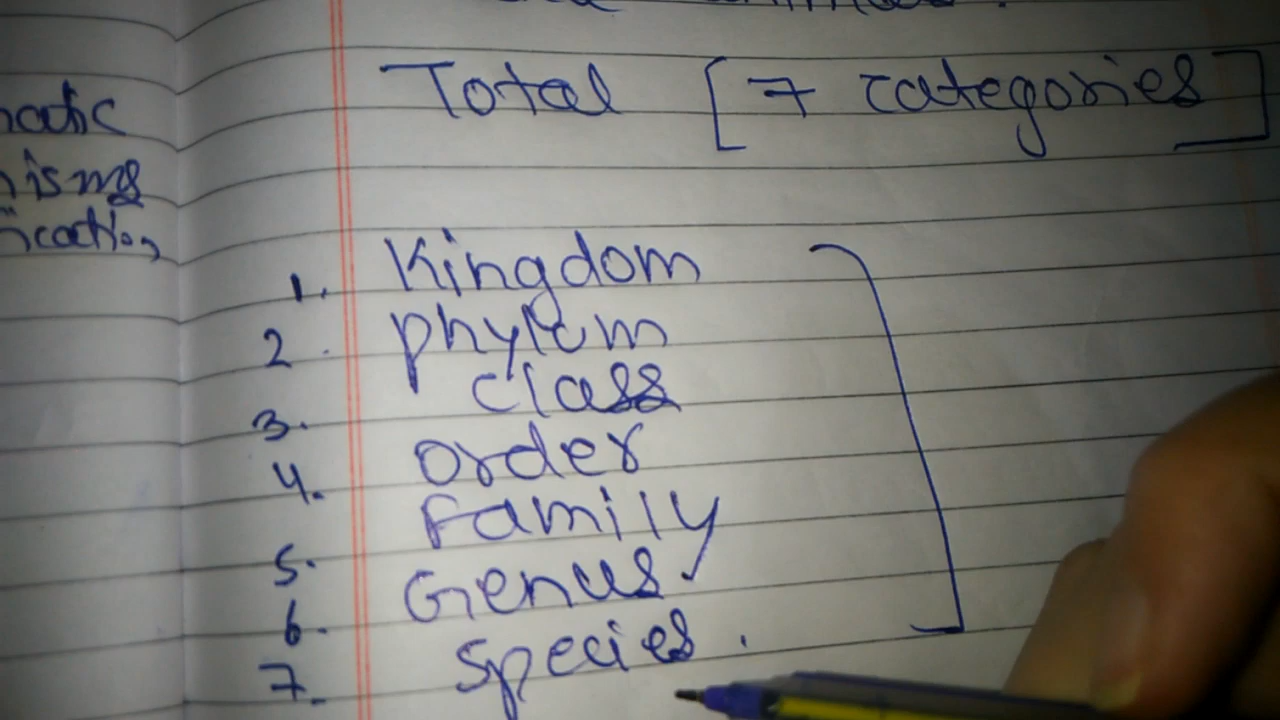 Total [7 categories]
1. Kingdom
2. phylum
3. class
4. order
5. family
6. Genus
7. species.